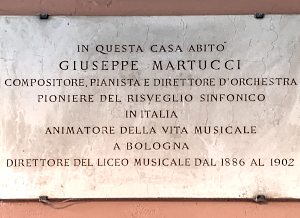 IN QUESTA CASA ABITO'
GIUSEPPE MARTUCCI
COMPOSITORE, PIANISTA E DIRETTORE D'ORCHESTRA
PIONIERE DEL RISVEGLIO SINFONICO
IN ITALIA
ANIMATORE DELLA VITA MUSICALE
A BOLOGNA
DIRETTORE DEL LICEO MUSICALE DAL 1886 AL 1902